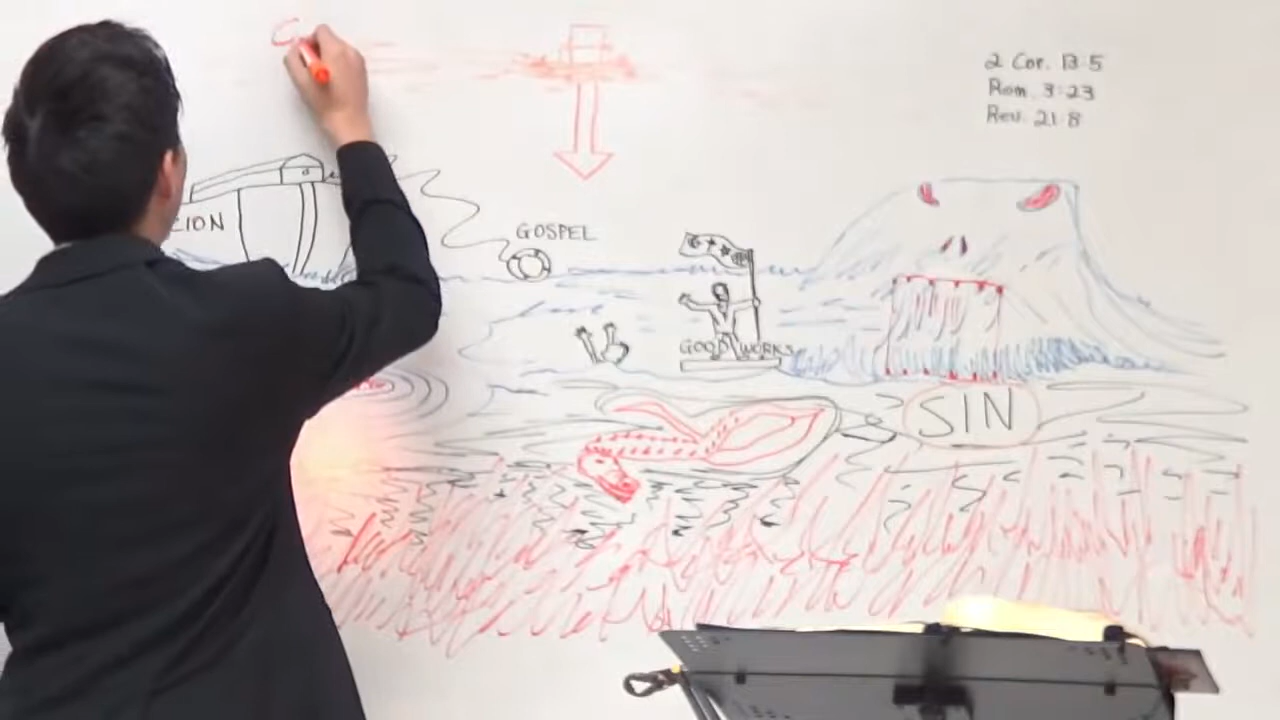 2 Cor. 13:5
Rom. 3:23
Rev. 21:8
GOSPEL
GOOD WORKS
SIN